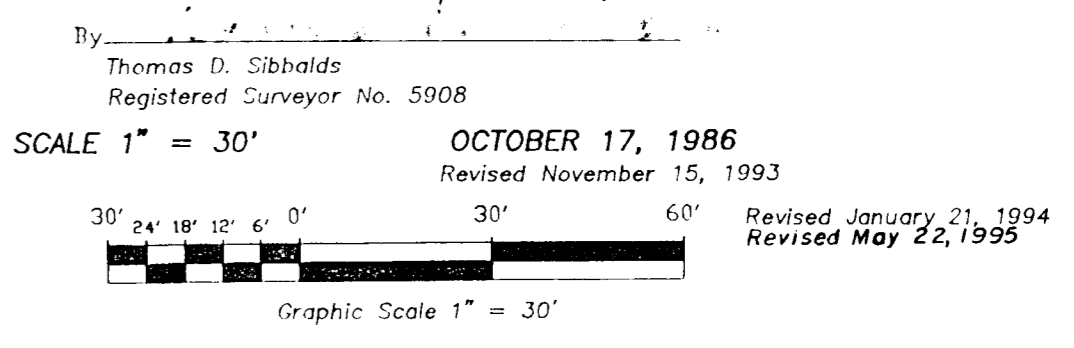 By
Thomas D. Sibbalds
Registered Surveyor No. 5908
SCALE 1" = 30' OCTOBER 17, 1986
Revised November 15, 1993
30' 24' 18' 12' 6' 0' 30' 60' Revised January 21, 1994
Revised May 22, 1995
Graphic Scale 1" = 30'